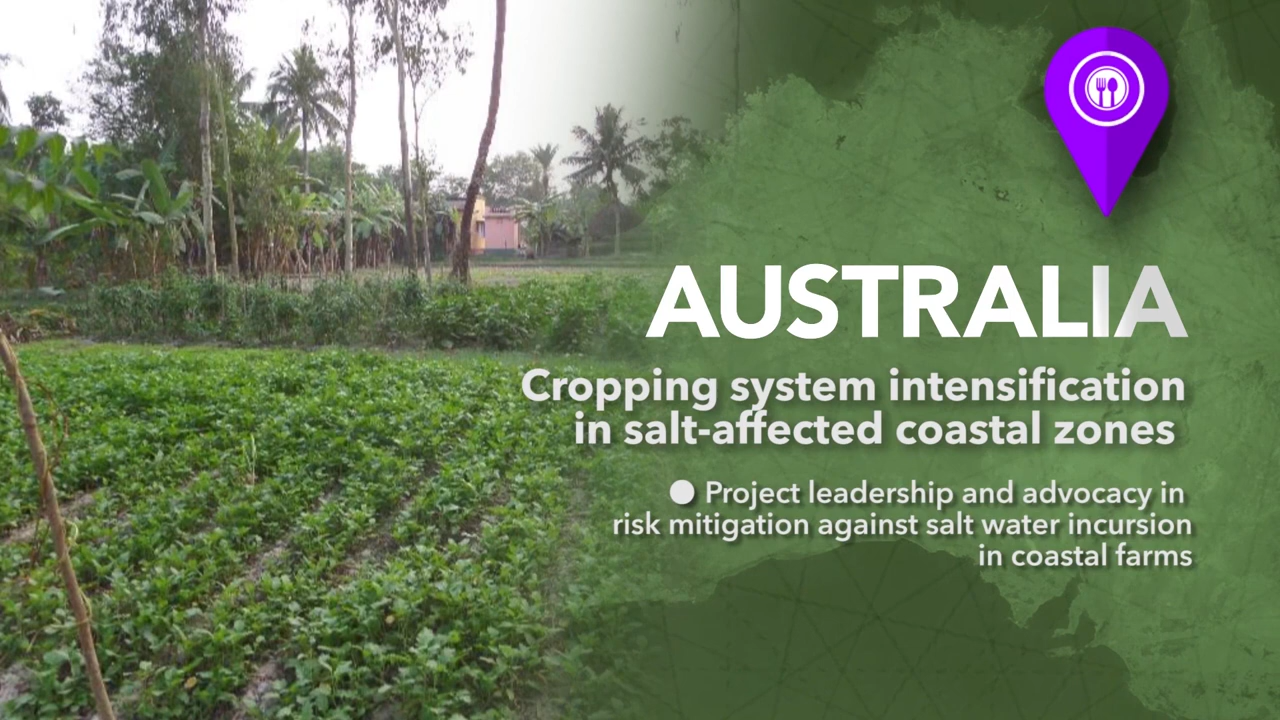 AUSTRALIA
Cropping system intensification
in salt-affected coastal zones
● Project leadership and advocacy in
risk mitigation against salt water incursion
in coastal farms